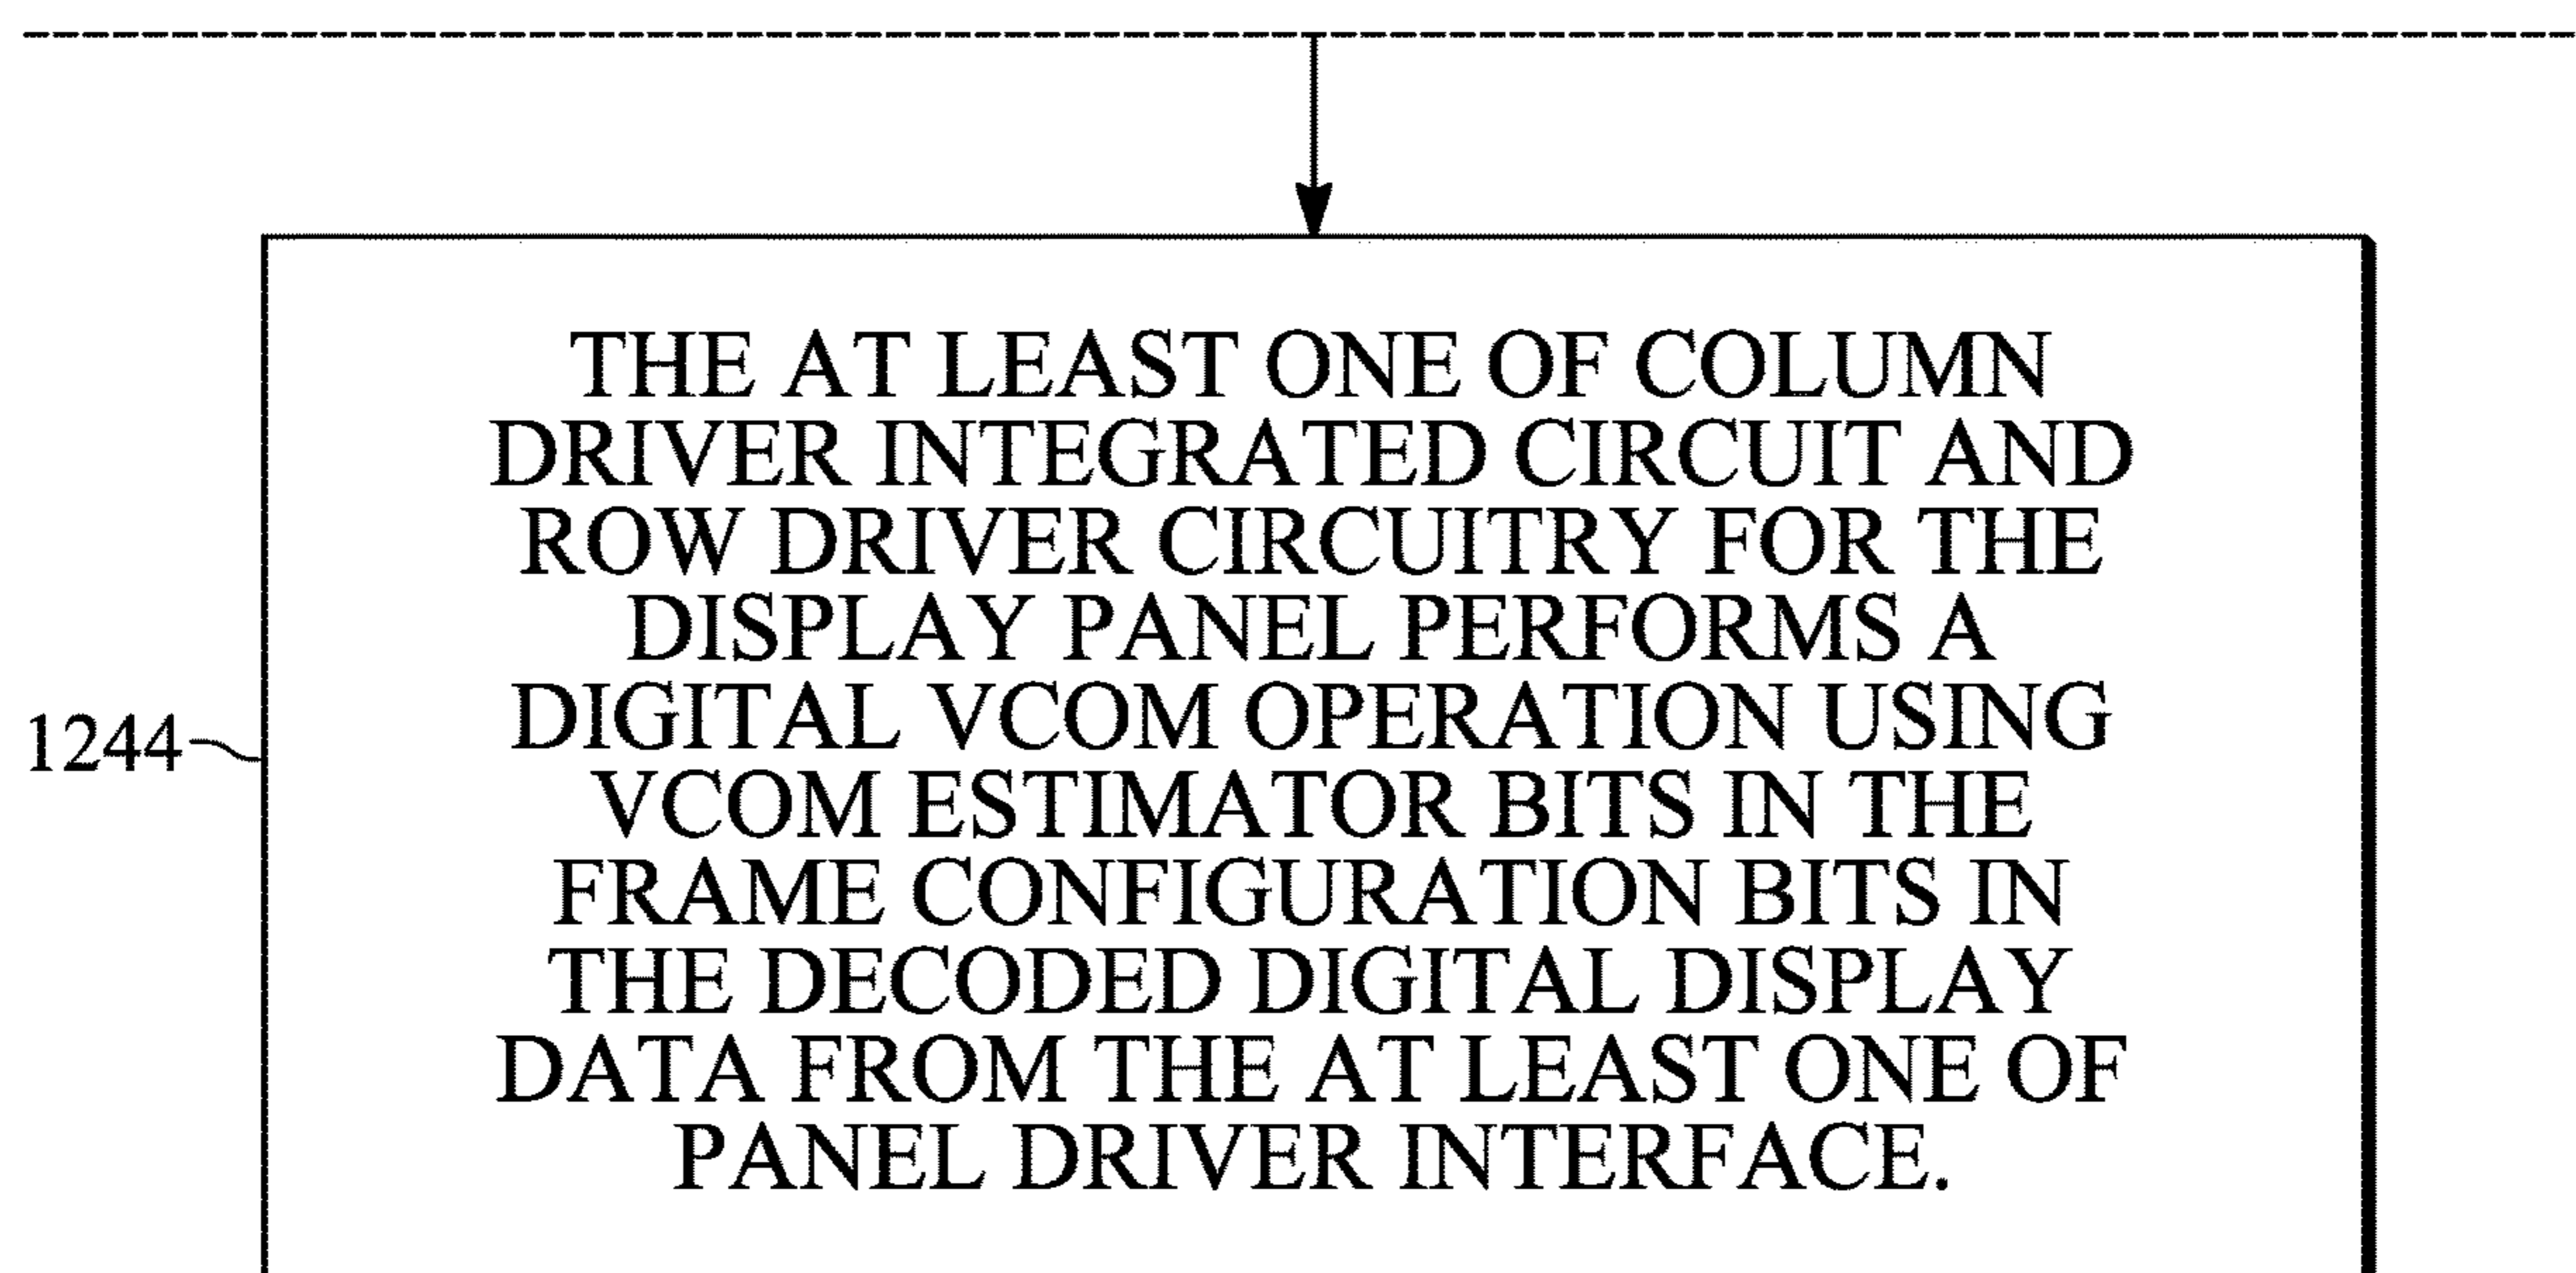 THE AT LEAST ONE OF COLUMN
DRIVER INTEGRATED CIRCUIT AND
ROW DRIVER CIRCUITRY FOR THE
DISPLAY PANEL PERFORMS A
DIGITAL VCOM OPERATION USING
1244
VCOM ESTIMATOR BITS IN THE
FRAME CONFIGURATION BITS IN
THE DECODED DIGITAL DISPLAY
DATA FROM THE AT LEAST ONE OF
PANEL DRIVER INTERFACE.